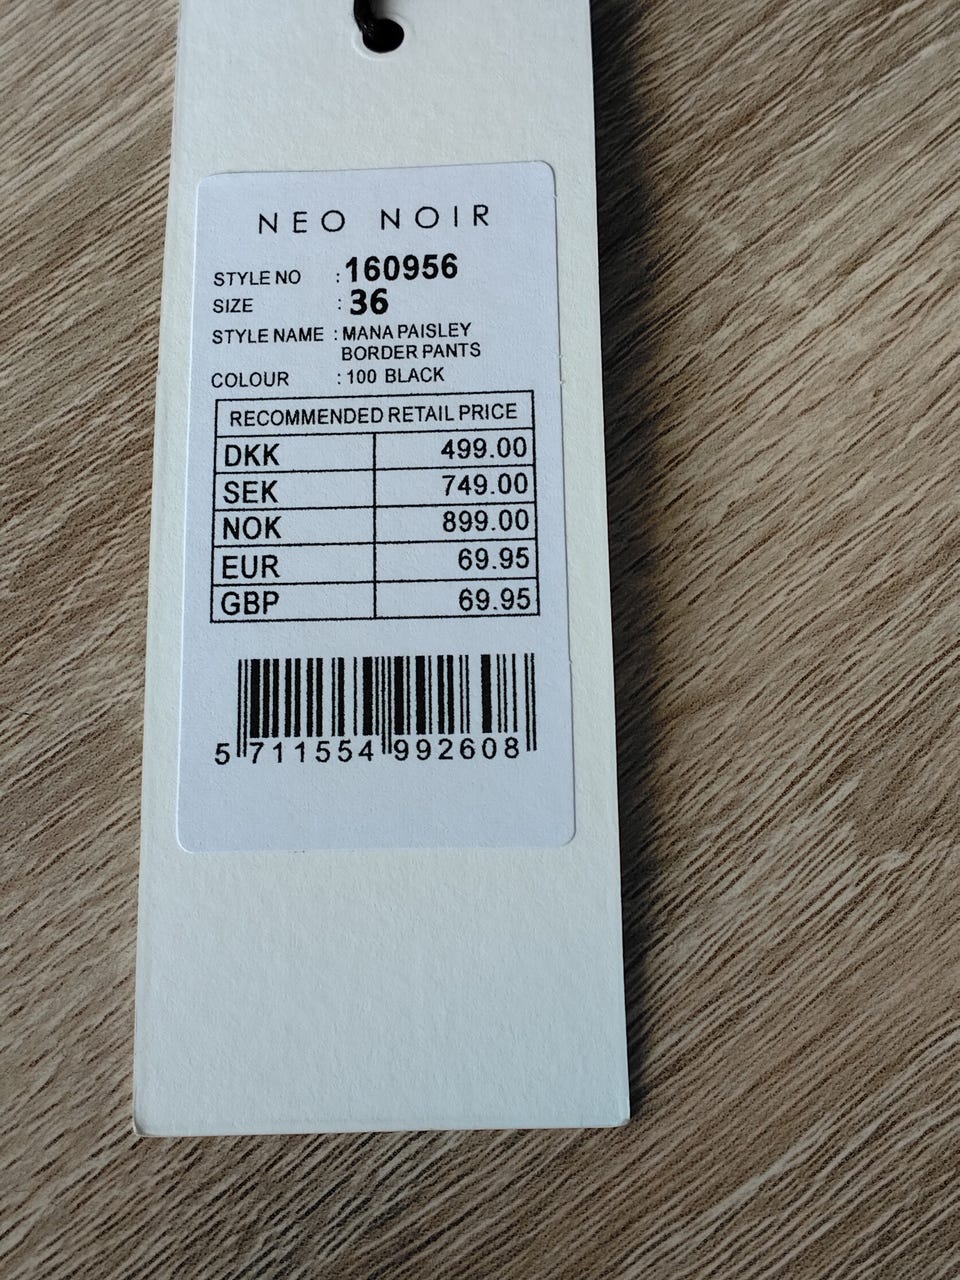 NEO NOIR
STYLE NO : 160956
SIZE : 36
STYLE NAME : MANA PAISLEY
BORDER PANTS
COLOUR : 100 BLACK
RECOMMENDED RETAIL PRICE
DKK 499.00
SEK 749.00
NOK 899.00
EUR 69.95
GBP 69.95
5 711554 992608